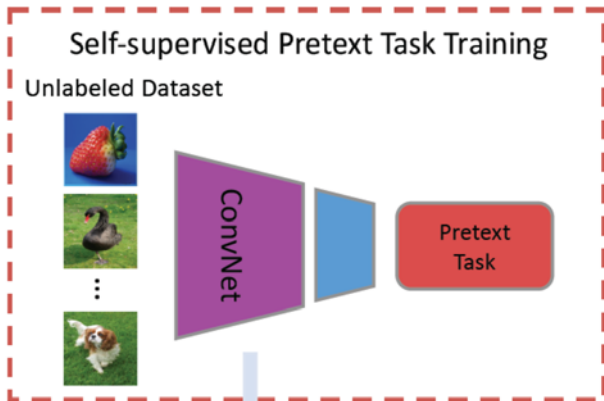 Self-supervised Pretext Task Training
Unlabeled Dataset
ConvNet
Pretext
Task
...